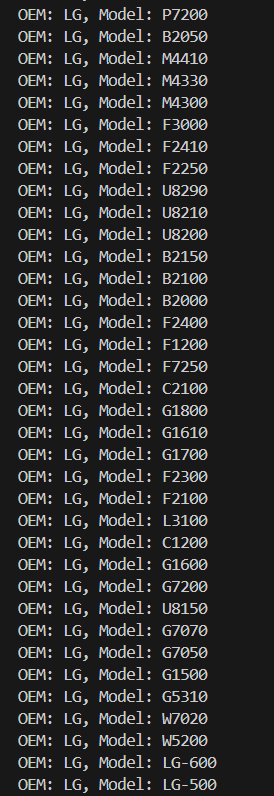 OEM: LG, Model: P7200
OEM: LG, Model: B2050
OEM: LG, Model: M4410
OEM: LG, Model: M4330
OEM: LG, Model: M4300
OEM: LG, Model: F3000
OEM: LG, Model: F2410
OEM: LG, Model: F2250
OEM: LG, Model: U8290
OEM: LG, Model: U8210
OEM: LG, Model: U8200
OEM: LG, Model: B2150
OEM: LG, Model: B2100
OEM: LG, Model: B2000
OEM: LG, Model: F2400
OEM: LG, Model: F1200
OEM: LG, Model: F7250
OEM: LG, Model: C2100
OEM: LG, Model: G1800
OEM: LG, Model: G1610
OEM: LG, Model: G1700
OEM: LG, Model: F2300
OEM: LG, Model: F2100
OEM: LG, Model: L3100
OEM: LG, Model: C1200
OEM: LG, Model: G1600
OEM: LG, Model: G7200
OEM: LG, Model: U8150
OEM: LG, Model: G7070
OEM: LG, Model: G7050
OEM: LG, Model: G1500
OEM: LG, Model: G5310
OEM: LG, Model: W7020
OEM: LG, Model: W5200
OEM: LG, Model: LG-600
OEM: LG, Model: LG-500